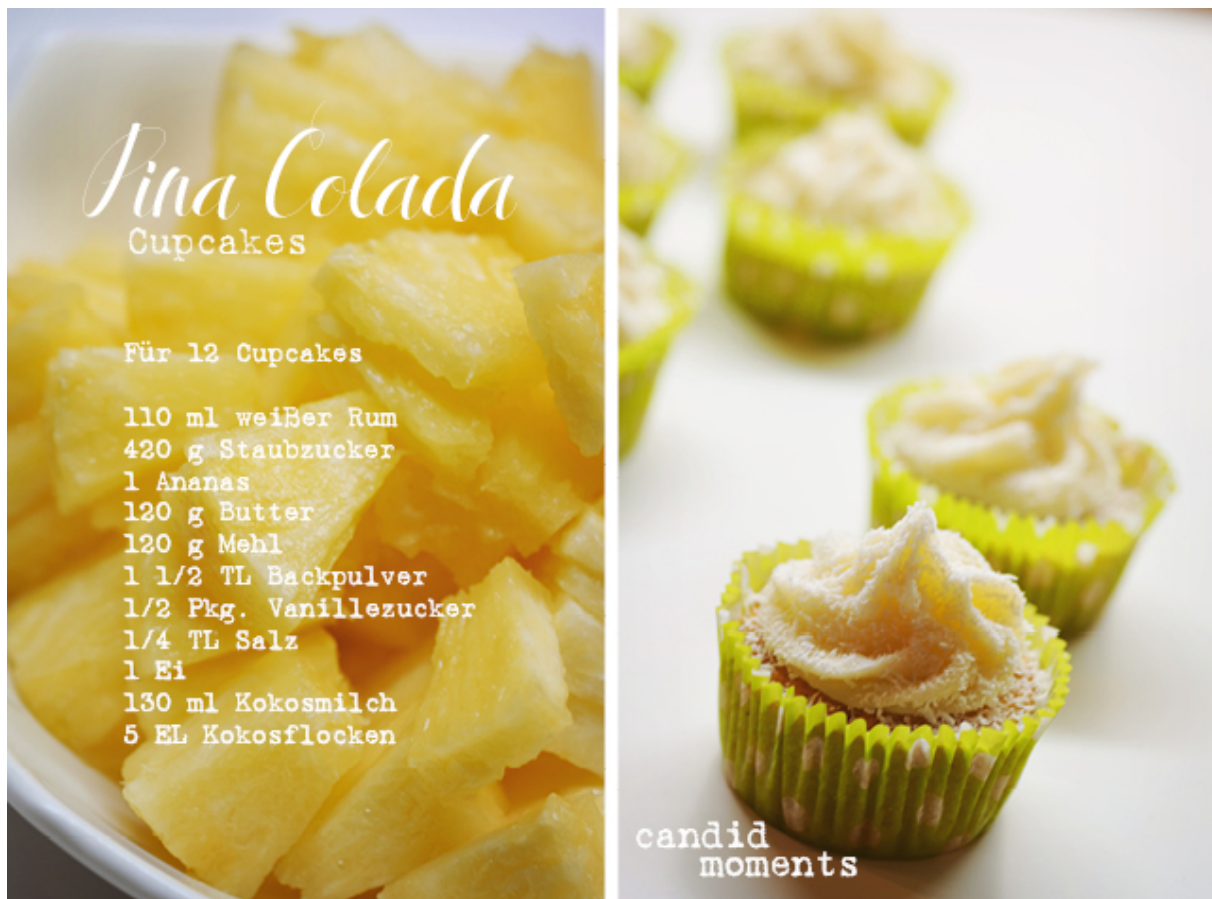 Pina Colada
Cupcakes
Für 12 Cupcakes
110 ml weißer Rum
420 g Staubzucker
1 Ananas
120 g Butter
120 g Mehl
1 1/2 TL Backpulver
1/2 Pkg. Vanillezucker
1/4 TL Salz
1 Ei
130 ml Kokosmilch
5 EL Kokosflocken
candid
moments